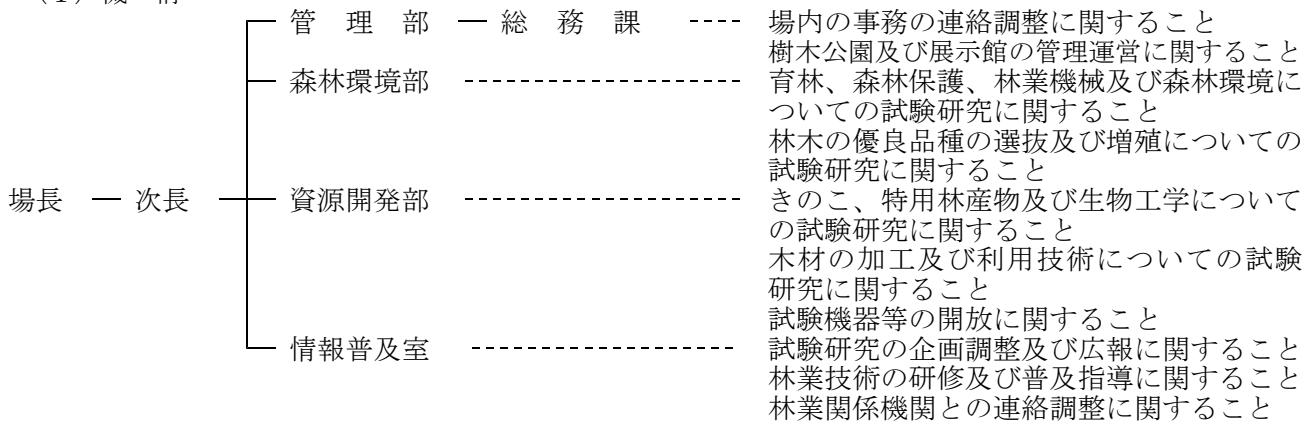 管 理 部 総 務 課 場内の事務の連絡調整に関すること
樹木公園及び展示館の管理運営に関すること
森林環境部 育林、森林保護、林業機械及び森林環境に
ついての試験研究に関すること
林木の優良品種の選抜及び増殖についての
試験研究に関すること
場長 次長 資源開発部 きのこ、特用林産物及び生物工学について
の試験研究に関すること
木材の加工及び利用技術についての試験
研究に関すること
試験機器等の開放に関すること
情報普及室 試験研究の企画調整及び広報に関すること
林業技術の研修及び普及指導に関すること
林業関係機関との連絡調整に関すること